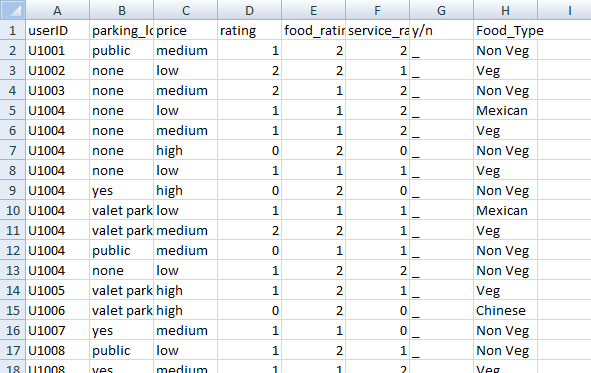 A B C D E F G H I
1 userID parking_lo price rating food_ratin service_ra y/n Food_Type
2 U1001 public medium 1 2 2 _ Non Veg
3 U1002 none low 2 2 1 _ Veg
4 U1003 none medium 2 1 2 _ Non Veg
5 U1004 none low 1 1 2 _ Mexican
6 U1004 none medium 1 1 2 _ Veg
7 U1004 none high 0 2 0 _ Non Veg
8 U1004 none low 1 1 1 _ Veg
9 U1004 yes high 0 2 0 _ Non Veg
10 U1004 valet park low 1 1 1 _ Mexican
11 U1004 valet park medium 2 2 1 _ Veg
12 U1004 public medium 0 1 1 _ Non Veg
13 U1004 none low 1 2 2 _ Non Veg
14 U1005 valet park high 1 2 1 _ Veg
15 U1006 valet park high 0 2 0 _ Chinese
16 U1007 yes medium 1 1 0 _ Non Veg
17 U1008 public low 1 2 1 _ Non Veg
18 U1008 yes medium 1 1 2 Veg